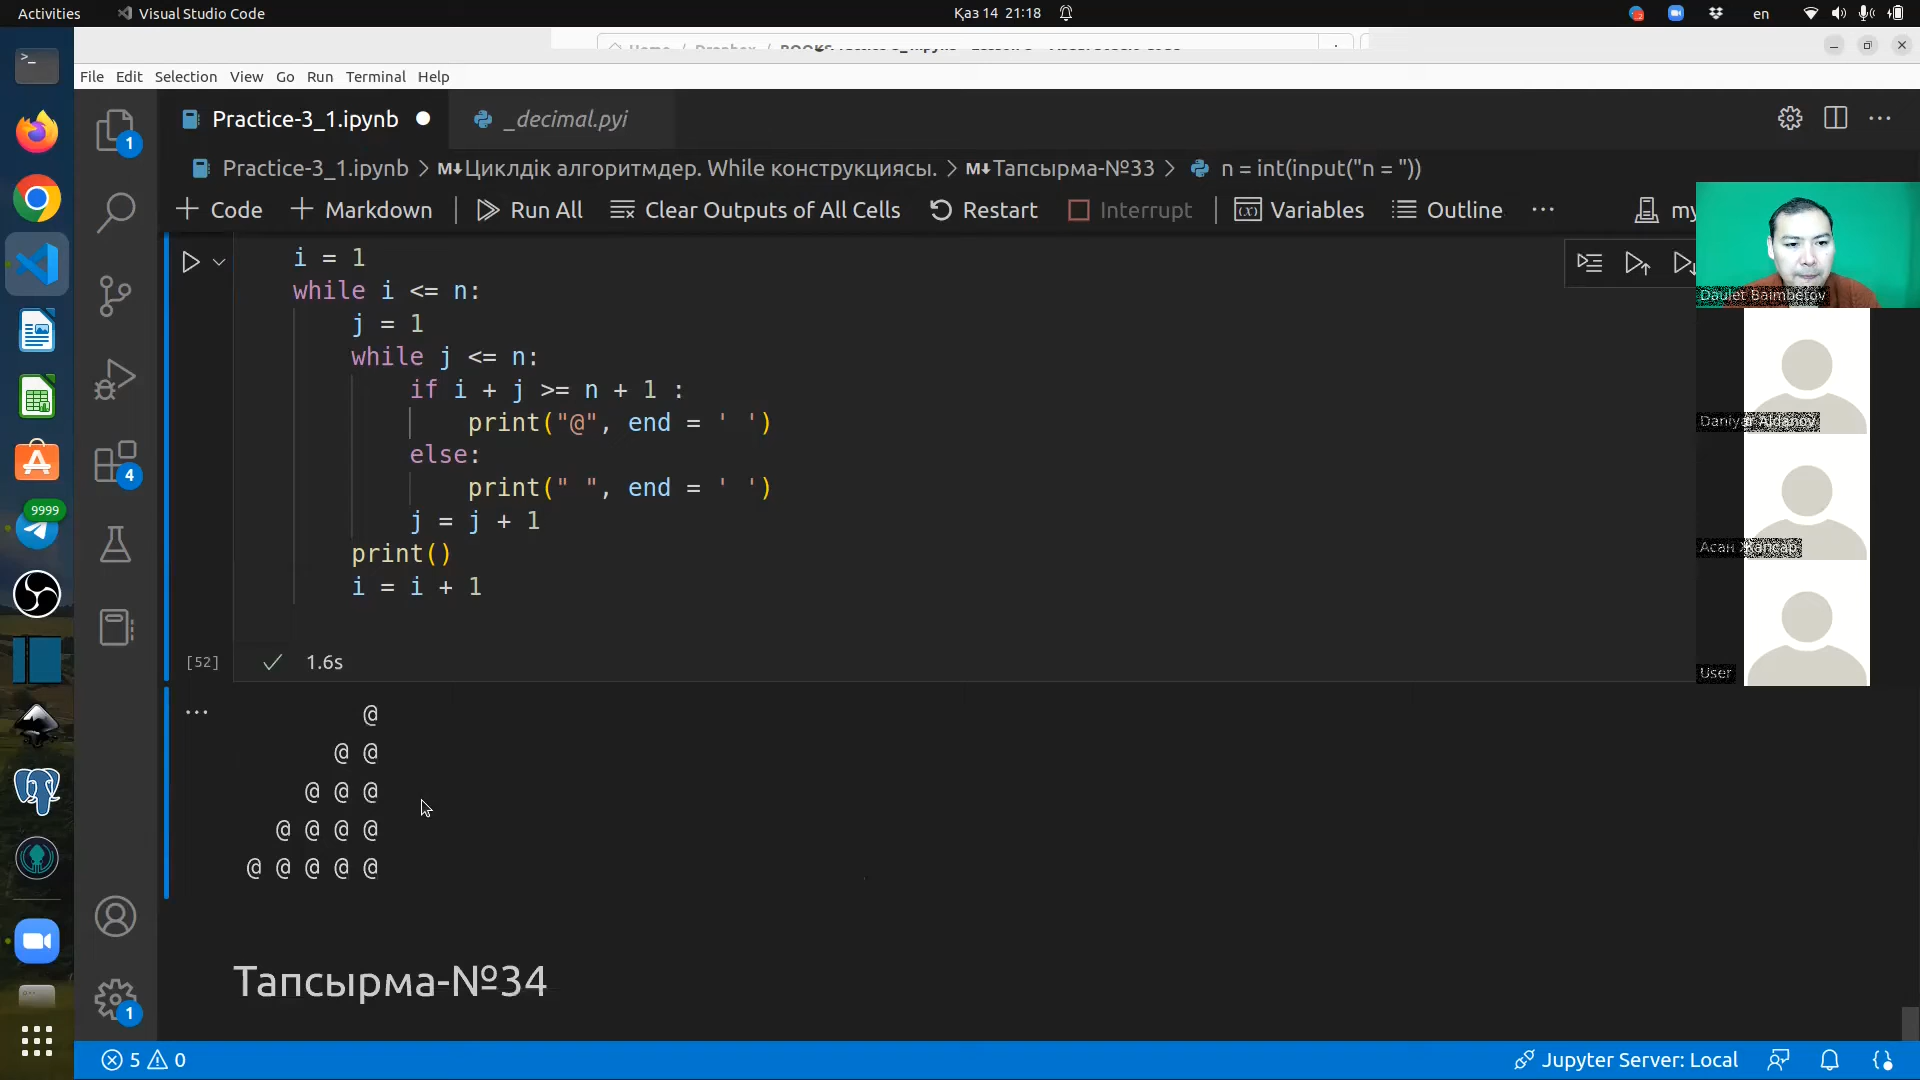 Activities
Visual Studio Code
Қаз 14 21:18
en
File Edit Selection View Go Run Terminal Help
Practice-3_1.ipynb
_decimal.pyi
Practice-3_1.ipynb > M↓Циклдік алгоритмдер. While конструкциясы. > M↓Тапсырма-№33 > n = int(input("n = "))
+ Code + Markdown | Run All Clear Outputs of All Cells Restart Interrupt | Variables Outline ... my
i = 1
while i <= n:
j = 1
while j <= n:
if i + j >= n + 1 :
print("@", end = ' ')
else:
print(" ", end = ' ')
j = j + 1
print()
i = i + 1
[52] 1.6s
@
@ @
@ @ @
@ @ @ @
@ @ @ @ @
Тапсырма-№34
Daulet Baimbetov
Daniyar Aidanov
Асан Жапсар
User
1
4
9999
1
5 0
Jupyter Server: Local